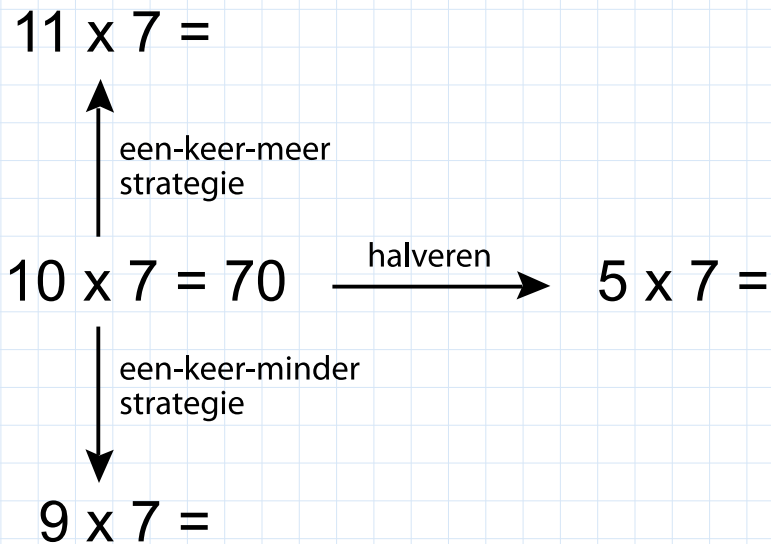 11 x 7 =
een-keer-meer
strategie
10 x 7 = 70
halveren
5 x 7 =
een-keer-minder
strategie
9 x 7 =